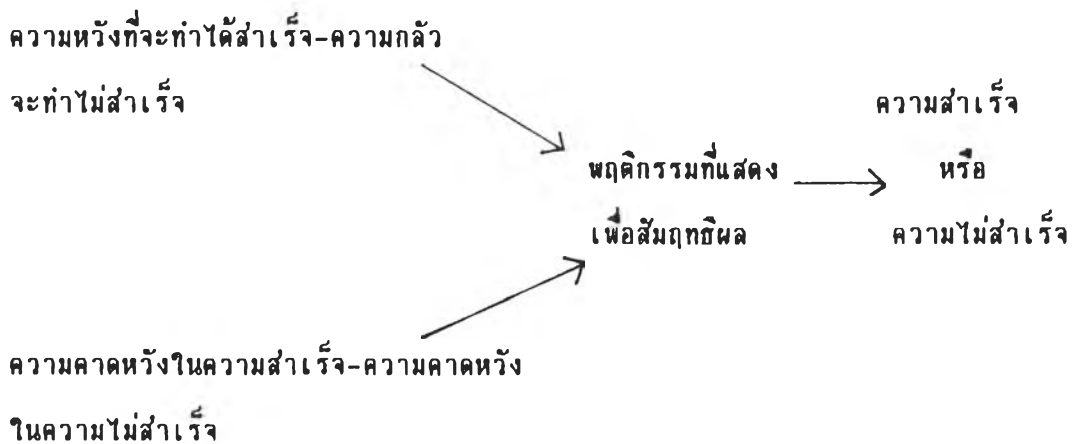 ความหวังที่จะทำได้สำเร็จ-ความกลัว
จะทำไม่สำเร็จ
ความสำเร็จ
พฤติกรรมที่แสดง
หรือ
เพื่อสัมฤทธิผล
ความไม่สำเร็จ
ความคาดหวังในความสำเร็จ-ความคาดหวัง
ในความไม่สำเร็จ